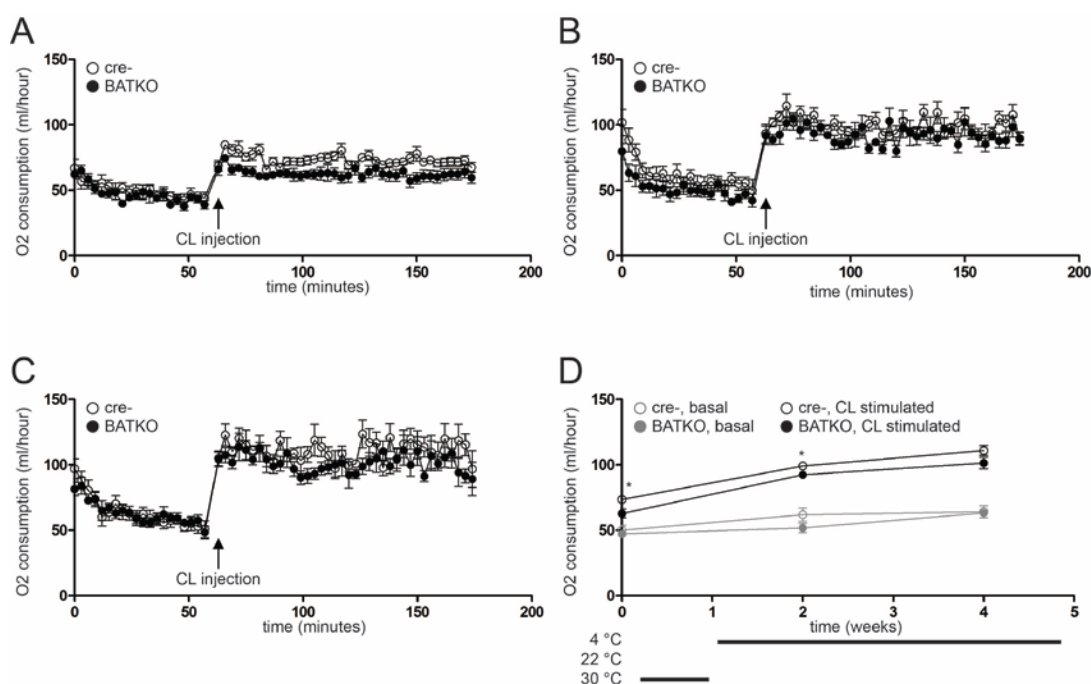 A
O2 consumption (ml/hour)
150
100
50
0
cre-
BATKO
CL injection
0 50 100 150 200
time (minutes)
B
O2 consumption (ml/hour)
150
100
50
0
cre-
BATKO
CL injection
0 50 100 150 200
time (minutes)
C
O2 consumption (ml/hour)
150
100
50
0
cre-
BATKO
CL injection
0 50 100 150 200
time (minutes)
D
O2 consumption (ml/hour)
150
100
50
0
cre-, basal
BATKO, basal
cre-, CL stimulated
BATKO, CL stimulated
*
*
0 1 2 3 4 5
time (weeks)
4 °C
22 °C
30 °C